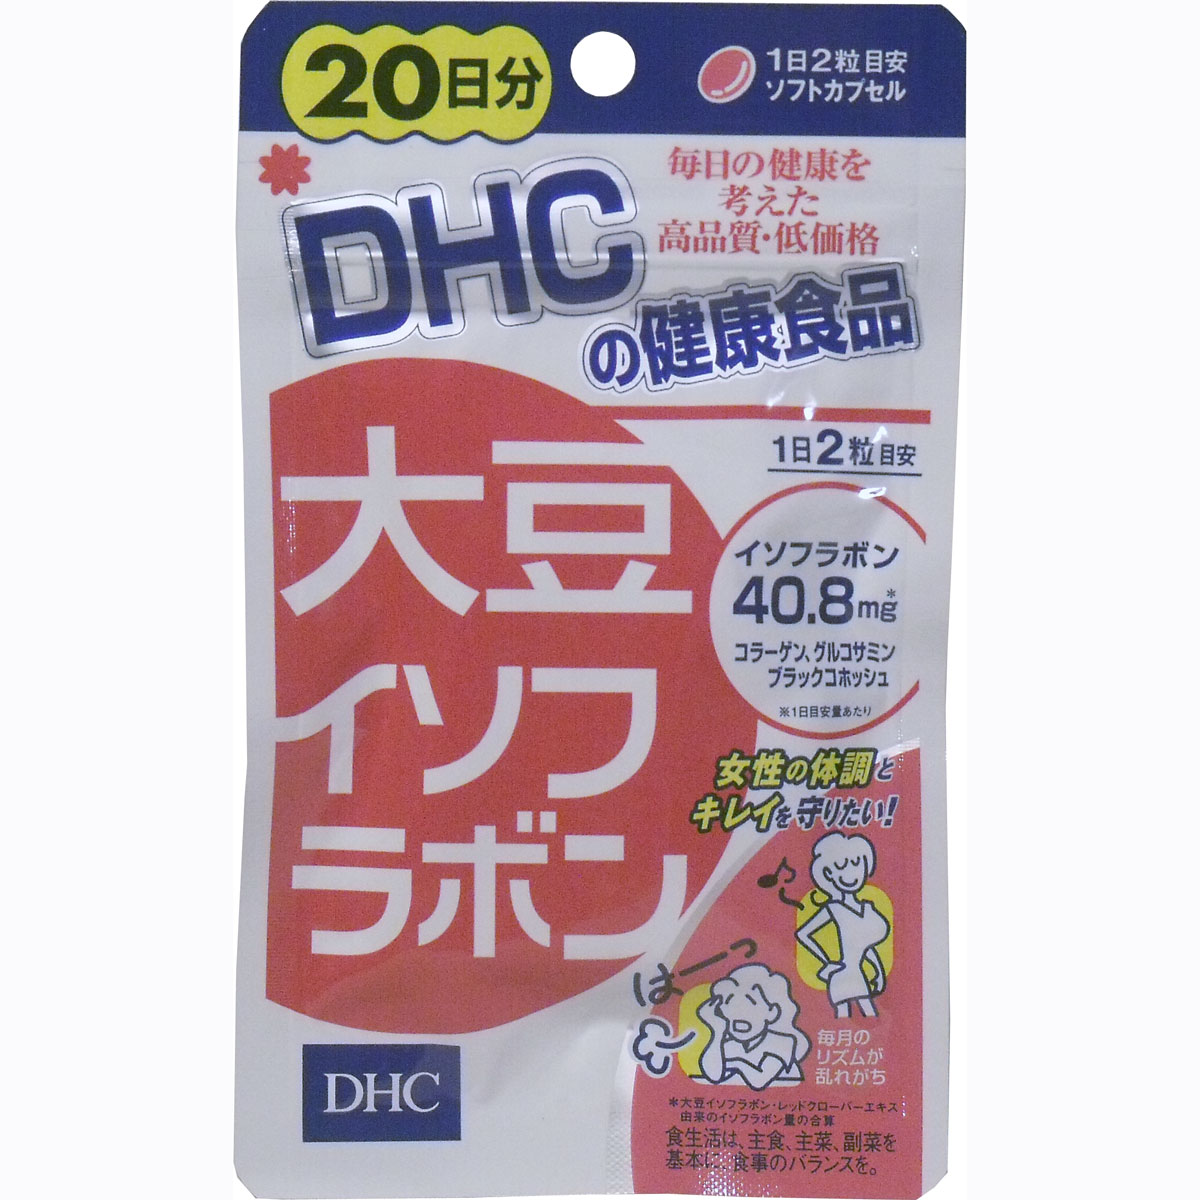 20日分
1日2粒目安
ソフトカプセル
毎日の健康を
考えた
高品質・低価格
DHC
の健康食品
1日2粒目安
大豆
イソフ
ラボン
イソフラボン
40.8mg*
コラーゲン、グルコサミン
ブラックコホッシュ
※1日目安量あたり
女性の体調と
キレイを守りたい!
はーっ
毎月の
リズムが
乱れがち
DHC
*大豆イソフラボン・レッドクローバーエキス
由来のイソフラボン量の合算
食生活は、主食、主菜、副菜を
基本に、食事のバランスを。